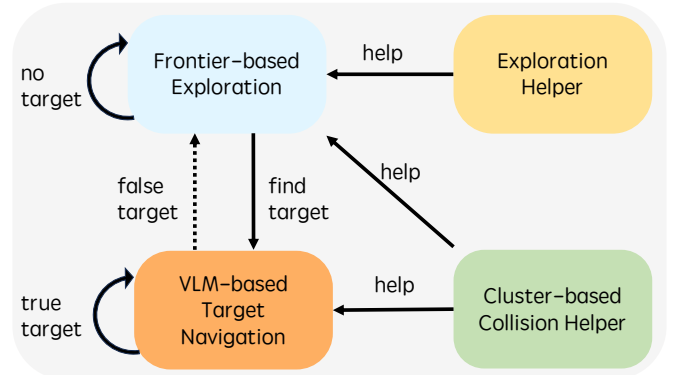 Frontier-based
Exploration
help
Exploration
Helper
no
target
false
target
find
target
help
VLM-based
Target
Navigation
help
Cluster-based
Collision Helper
true
target